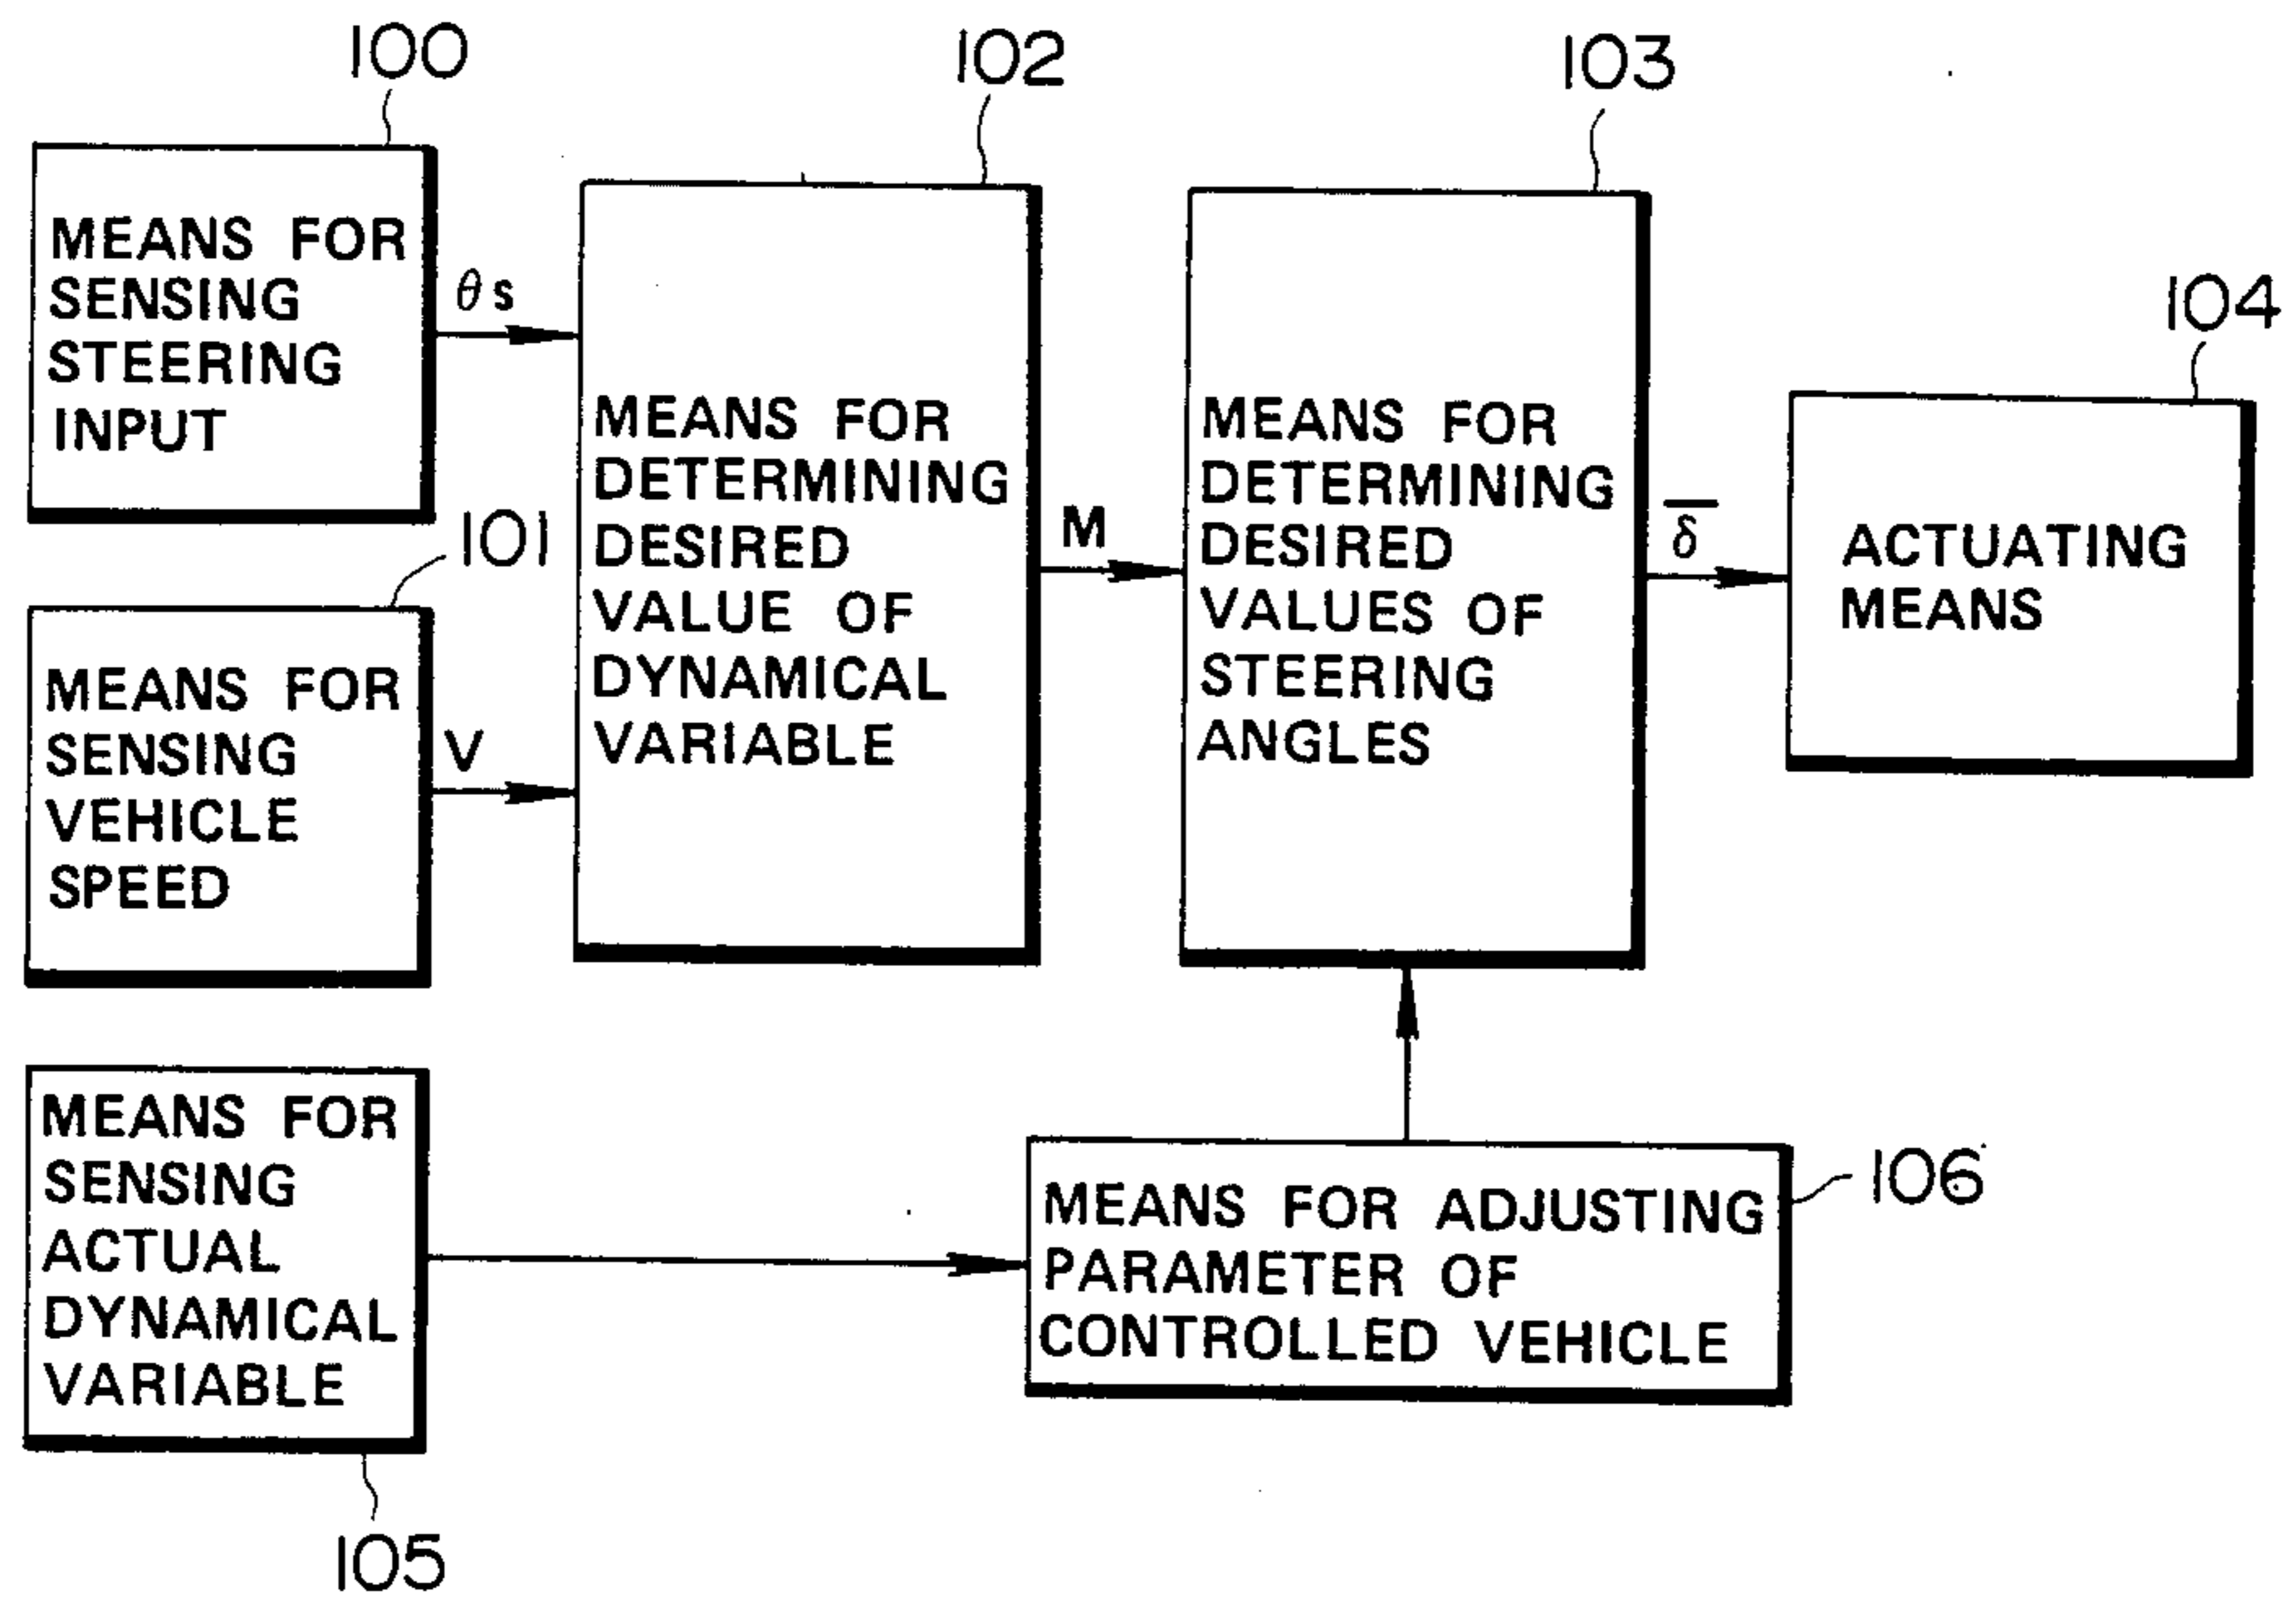 100
MEANS FOR
SENSING
STEERING
INPUT
θs
101
MEANS FOR
SENSING
VEHICLE
SPEED
V
102
MEANS FOR
DETERMINING
DESIRED
VALUE OF
DYNAMICAL
VARIABLE
M
103
MEANS FOR
DETERMINING
DESIRED
VALUES OF
STEERING
ANGLES
δ̅
104
ACTUATING
MEANS
MEANS FOR
SENSING
ACTUAL
DYNAMICAL
VARIABLE
105
MEANS FOR ADJUSTING
PARAMETER OF
CONTROLLED VEHICLE
106